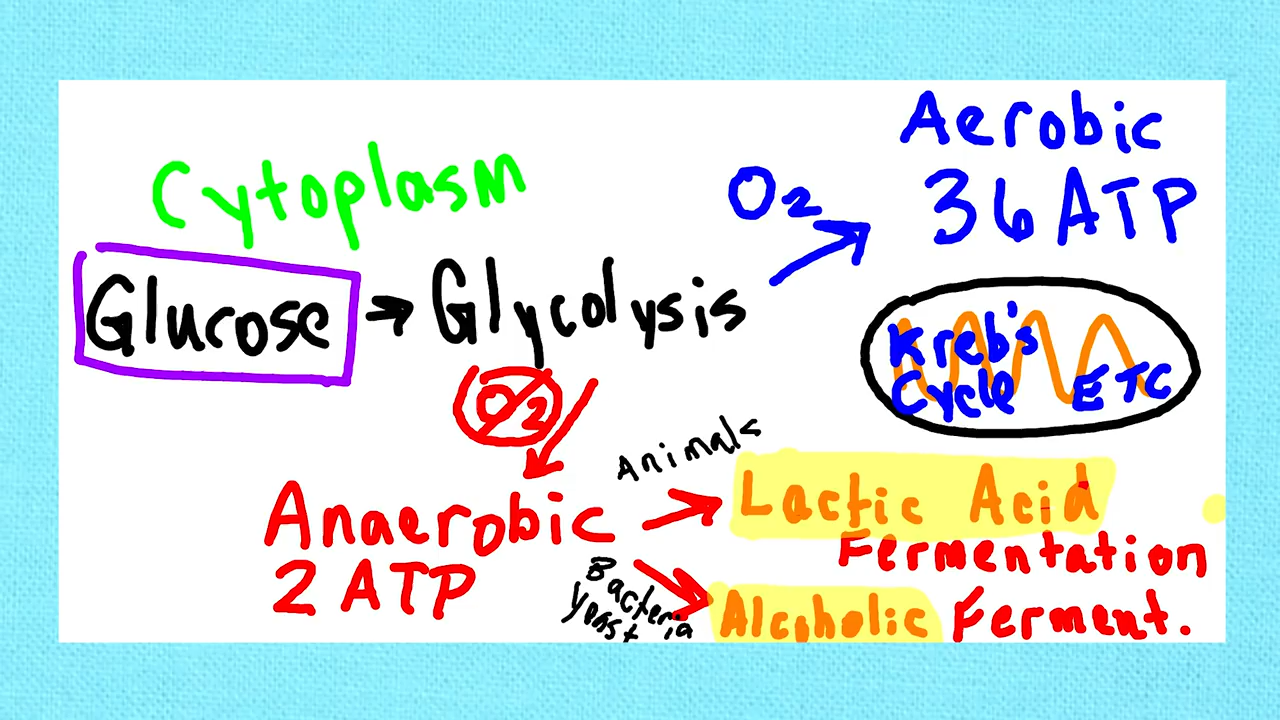 Aerobic
36 ATP
O2
Cytoplasm
Glucose → Glycolysis
Kreb's
Cycle ETC
O2
Animals
Anaerobic
2 ATP
Lactic Acid
Fermentation
Bacteria
Yeast
Alcoholic Ferment.